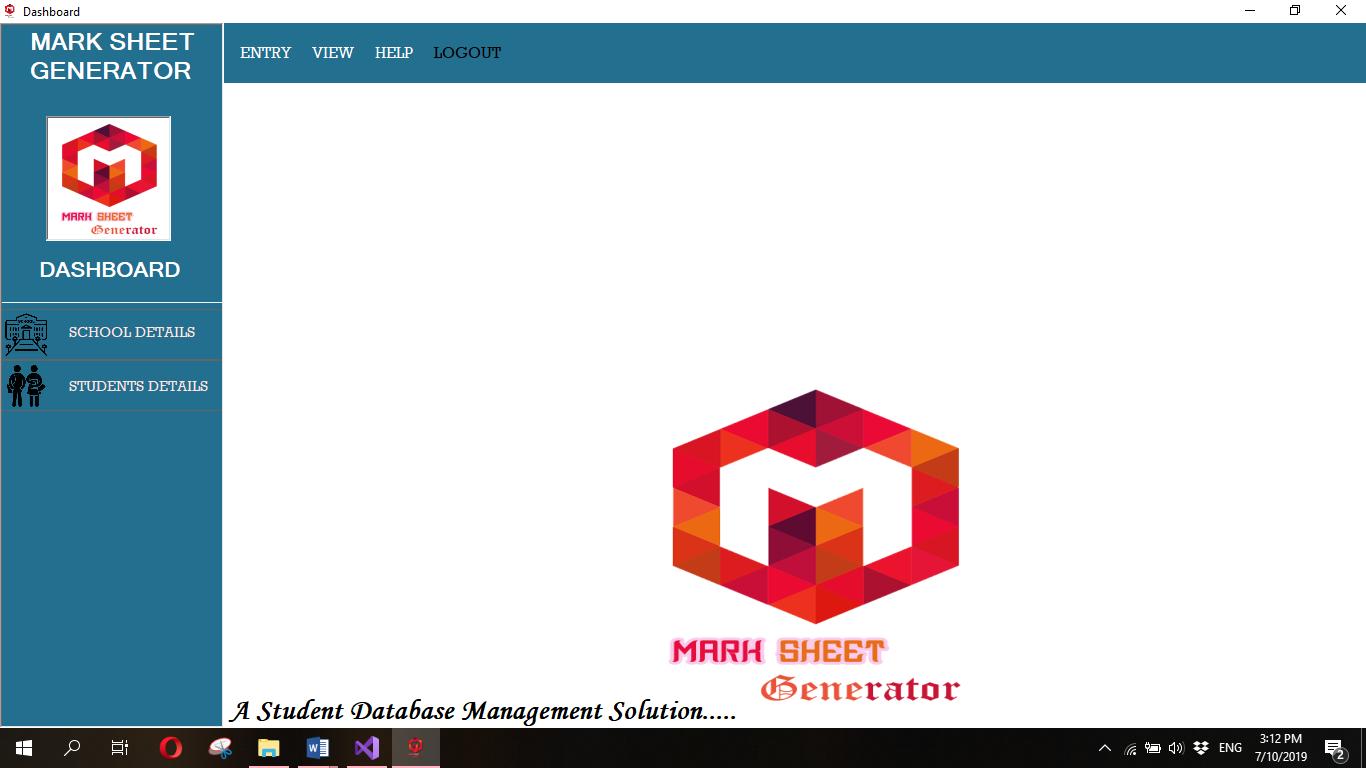 Dashboard
MARK SHEET
GENERATOR
ENTRY VIEW HELP LOGOUT
MARK SHEET
Generator
DASHBOARD
SCHOOL DETAILS
STUDENTS DETAILS
MARK SHEET
Generator
A Student Database Management Solution.....
ENG
3:12 PM
7/10/2019
2